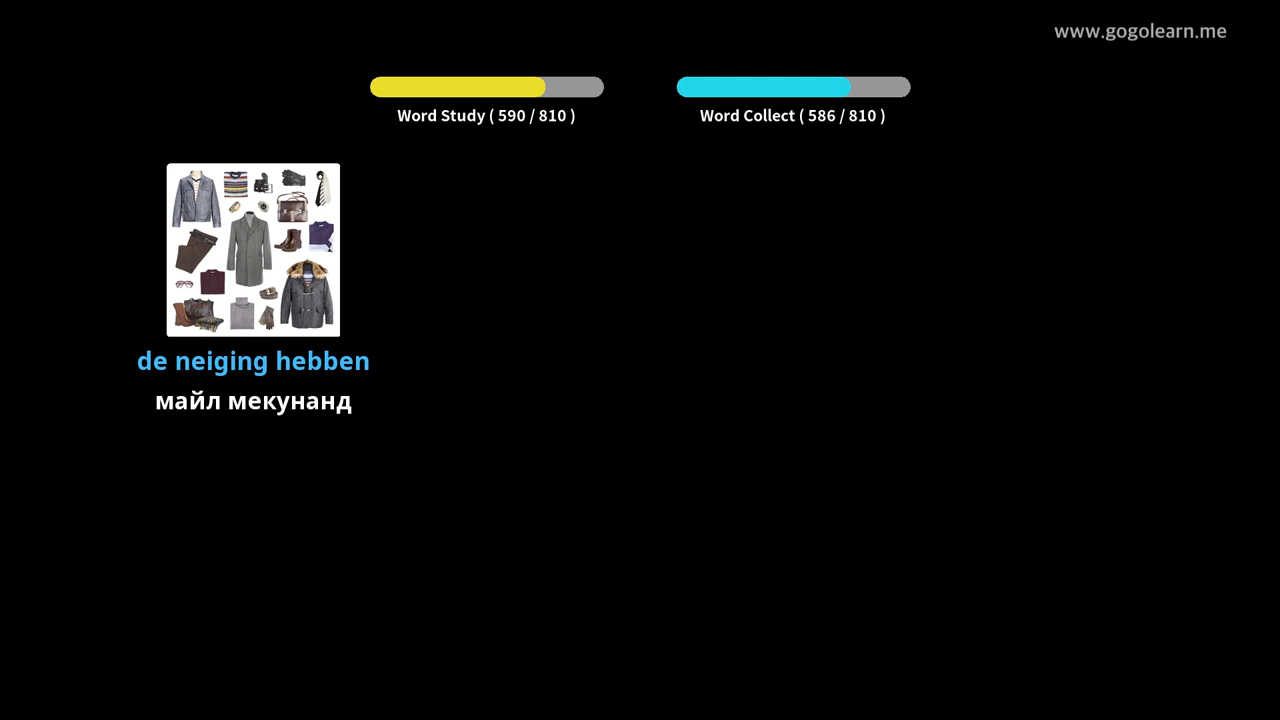 www.gogolearn.me
Word Study ( 590 / 810 )
Word Collect ( 586 / 810 )
de neiging hebben
майл мекунанд